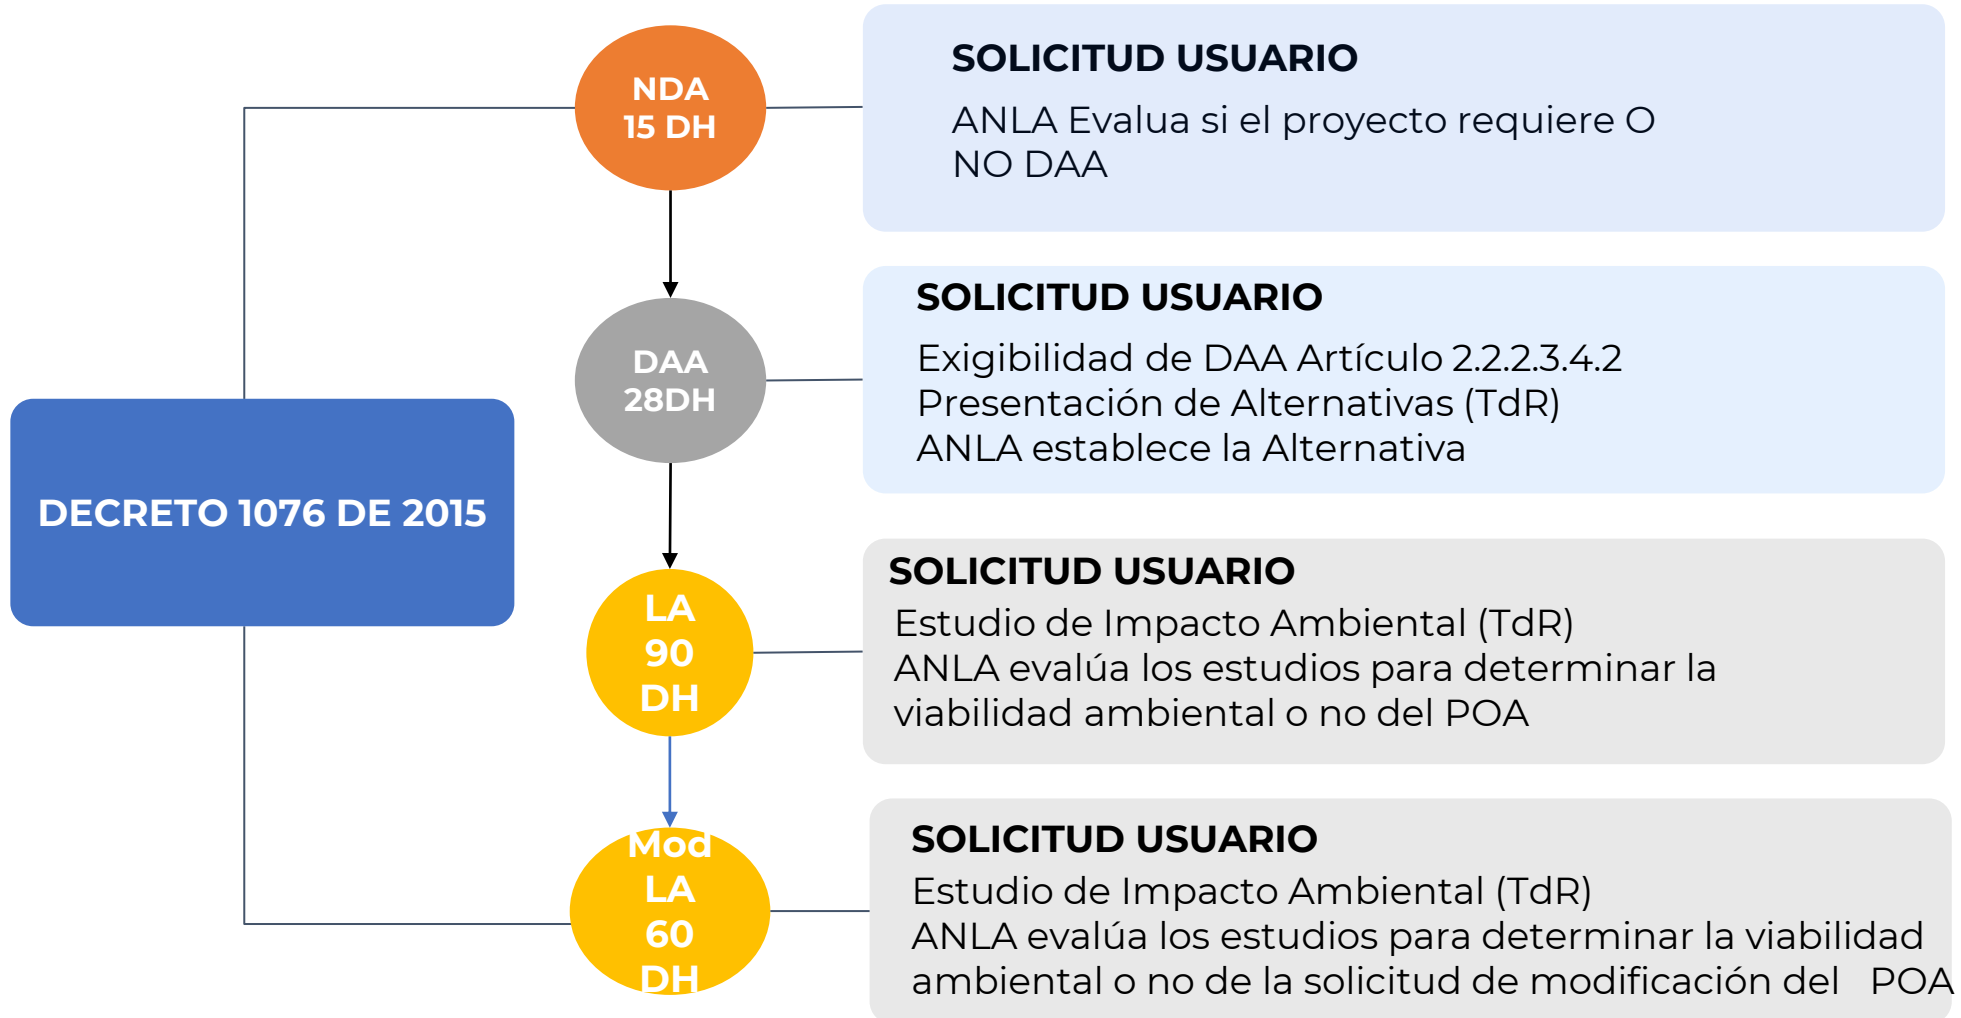 NDA
15 DH
SOLICITUD USUARIO
ANLA Evalua si el proyecto requiere O
NO DAA
DAA
28DH
SOLICITUD USUARIO
Exigibilidad de DAA Artículo 2.2.2.3.4.2
Presentación de Alternativas (TdR)
ANLA establece la Alternativa
DECRETO 1076 DE 2015
LA
90
DH
SOLICITUD USUARIO
Estudio de Impacto Ambiental (TdR)
ANLA evalúa los estudios para determinar la
viabilidad ambiental o no del POA
Mod
LA
60
DH
SOLICITUD USUARIO
Estudio de Impacto Ambiental (TdR)
ANLA evalúa los estudios para determinar la viabilidad
ambiental o no de la solicitud de modificación del POA